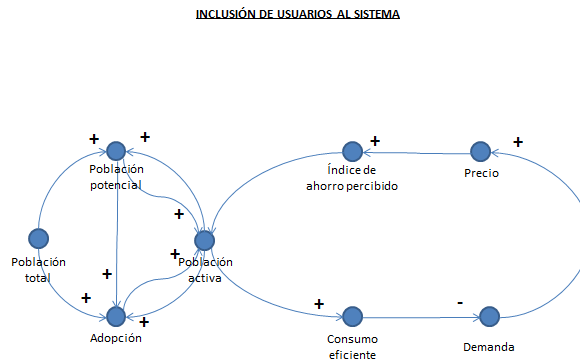 INCLUSIÓN DE USUARIOS AL SISTEMA
+
+
+
+
Población
potencial
Índice de
ahorro percibido
Precio
+
+
Población
total
Población
activa
+
+
+
+
-
Adopción
Consumo
eficiente
Demanda